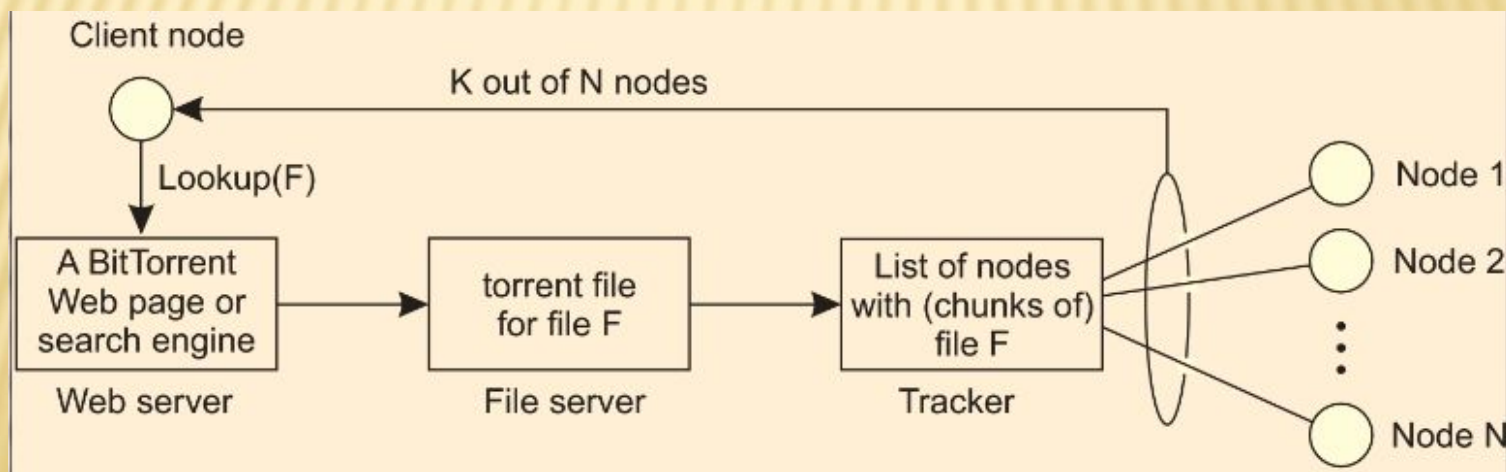 Client node
K out of N nodes
Lookup(F)
A BitTorrent
Web page or
search engine
Web server
torrent file
for file F
File server
List of nodes
with (chunks of)
file F
Tracker
Node 1
Node 2
Node N